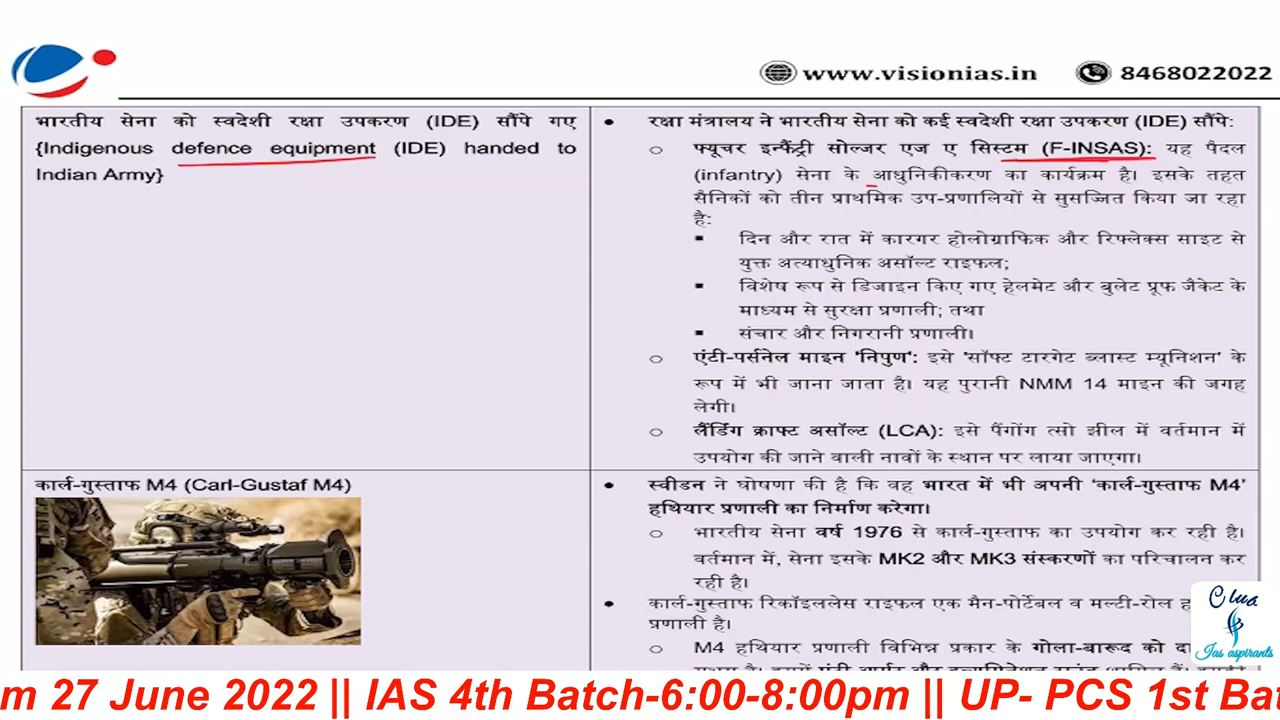 www.visionias.in
8468022022
भारतीय सेना को स्वदेशी रक्षा उपकरण (IDE) सौंपे गए
{Indigenous defence equipment (IDE) handed to
Indian Army}
• रक्षा मंत्रालय ने भारतीय सेना को कई स्वदेशी रक्षा उपकरण (IDE) सौंपे:
○ फ्यूचर इन्फैंट्री सोल्जर एज ए सिस्टम (F-INSAS): यह पैदल
(infantry) सेना के आधुनिकीकरण का कार्यक्रम है। इसके तहत
सैनिकों को तीन प्राथमिक उप-प्रणालियों से सुसज्जित किया जा रहा
है:
▪ दिन और रात में कारगर होलोग्राफिक और रिफ्लेक्स साइट से
युक्त अत्याधुनिक असॉल्ट राइफल;
▪ विशेष रूप से डिजाइन किए गए हेलमेट और बुलेट प्रूफ जैकेट के
माध्यम से सुरक्षा प्रणाली; तथा
▪ संचार और निगरानी प्रणाली।
○ एंटी-पर्सनेल माइन 'निपुण': इसे 'सॉफ्ट टारगेट ब्लास्ट म्यूनिशन' के
रूप में भी जाना जाता है। यह पुरानी NMM 14 माइन की जगह
लेगी।
○ लैंडिंग क्राफ्ट असॉल्ट (LCA): इसे पैंगोंग त्सो झील में वर्तमान में
उपयोग की जाने वाली नावों के स्थान पर लाया जाएगा।
कार्ल-गुस्ताफ M4 (Carl-Gustaf M4)
• स्वीडन ने घोषणा की है कि वह भारत में भी अपनी 'कार्ल-गुस्ताफ M4'
हथियार प्रणाली का निर्माण करेगा।
○ भारतीय सेना वर्ष 1976 से कार्ल-गुस्ताफ का उपयोग कर रही है।
वर्तमान में, सेना इसके MK2 और MK3 संस्करणों का परिचालन कर
रही है।
• कार्ल-गुस्ताफ रिकॉइललेस राइफल एक मैन-पोर्टेबल व मल्टी-रोल
प्रणाली है।
○ M4 हथियार प्रणाली विभिन्न प्रकार के गोला-बारूद को
Ias aspirants
m 27 June 2022 || IAS 4th Batch-6:00-8:00pm || UP- PCS 1st Bat